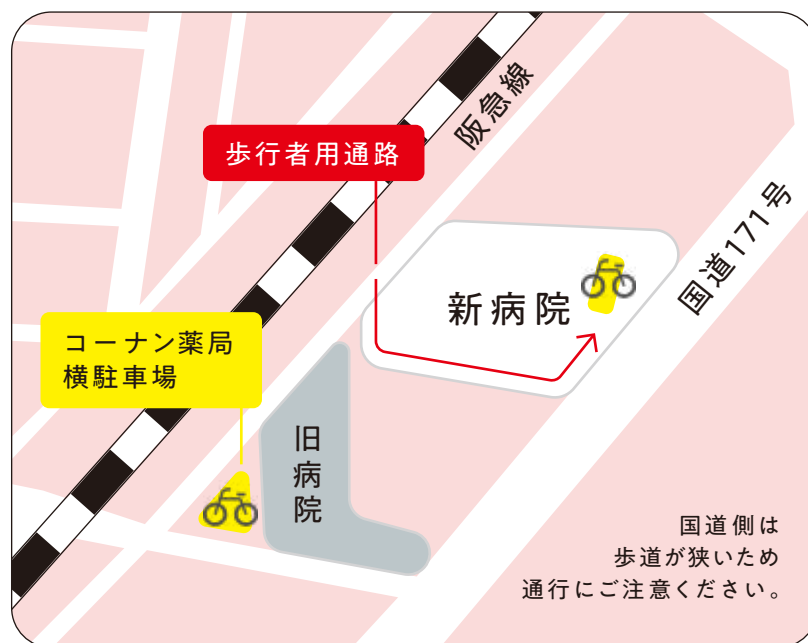 阪急線
歩行者用通路
国道171号
新病院
コーナン薬局
横駐車場
旧病院
国道側は
歩道が狭いため
通行にご注意ください。